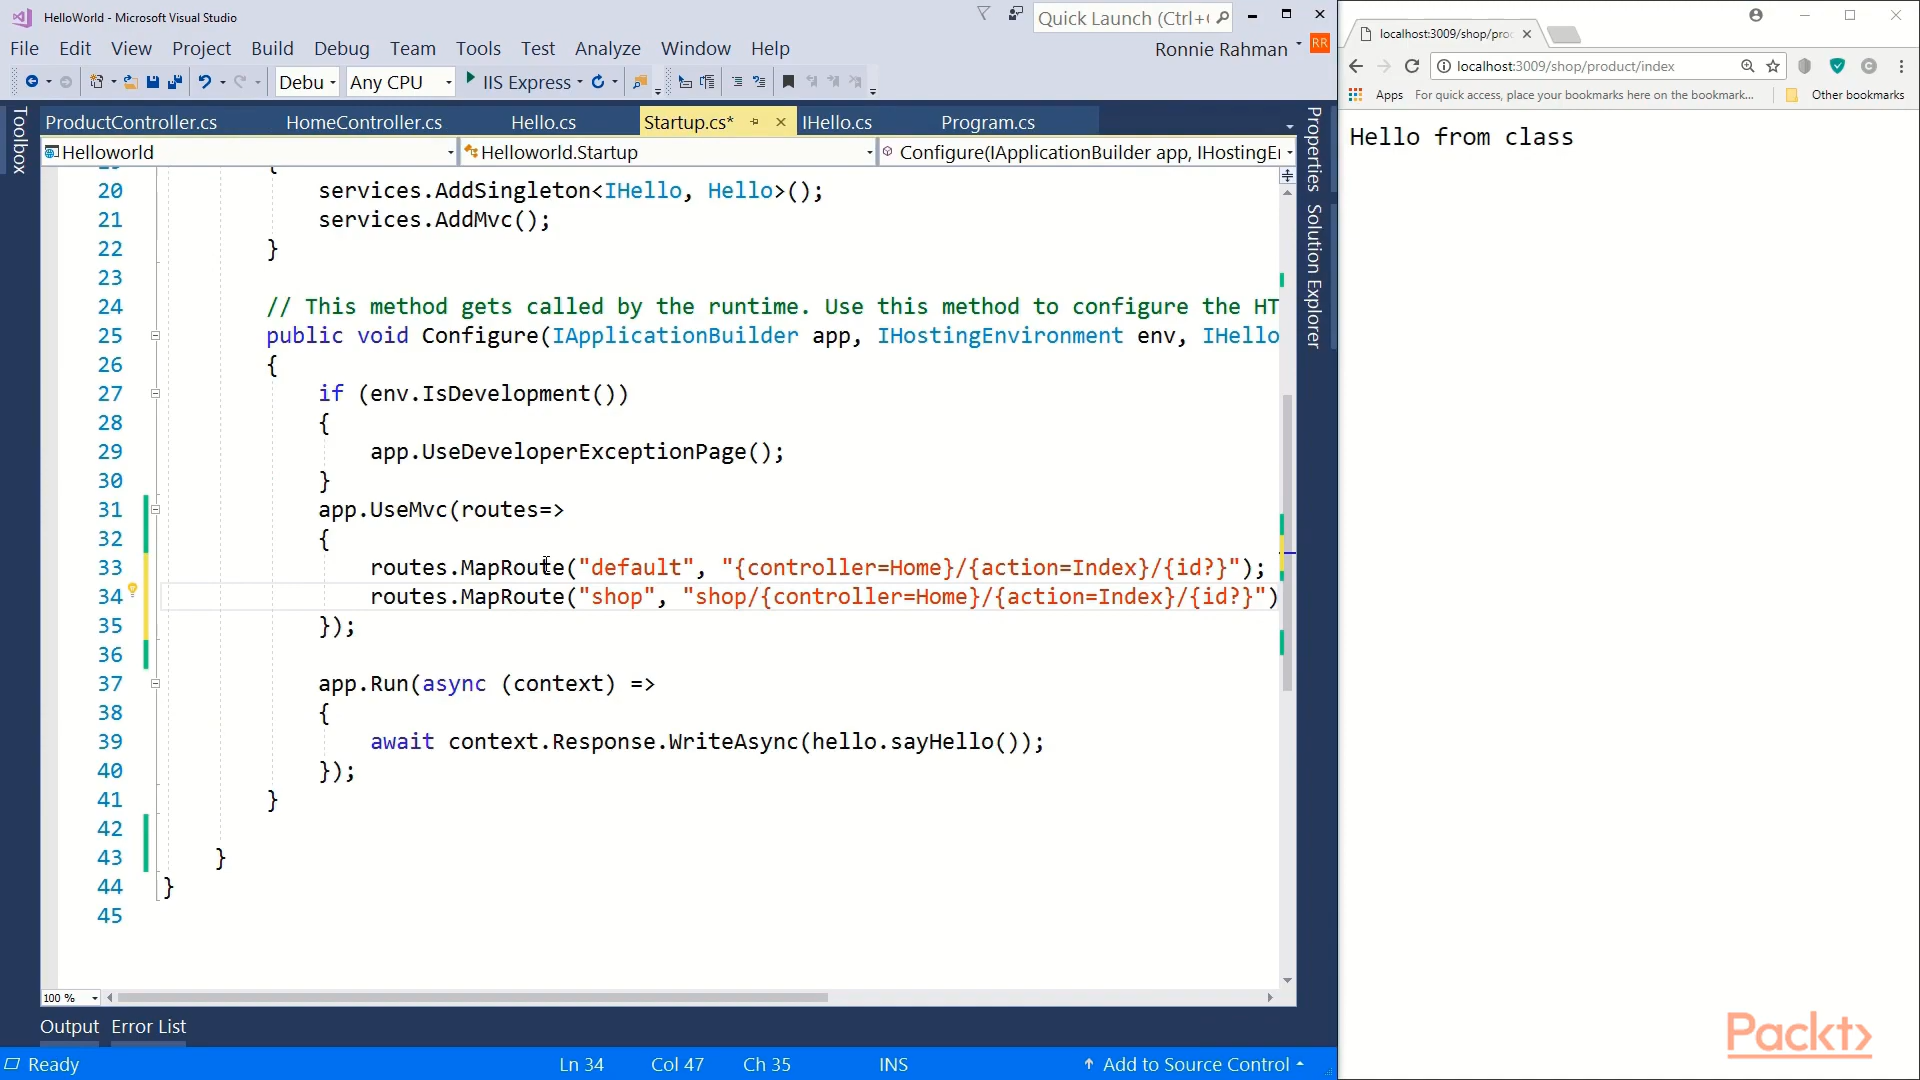 HelloWorld - Microsoft Visual Studio
Quick Launch (Ctrl+
File Edit View Project Build Debug Team Tools Test Analyze Window Help
Ronnie Rahman RR
Debu Any CPU IIS Express
Toolbox
ProductController.cs HomeController.cs Hello.cs Startup.cs* IHello.cs Program.cs
Helloworld Helloworld.Startup Configure(IApplicationBuilder app, IHostingE
20 services.AddSingleton<IHello, Hello>();
21 services.AddMvc();
22 }
23
24 // This method gets called by the runtime. Use this method to configure the HT
25 public void Configure(IApplicationBuilder app, IHostingEnvironment env, IHello
26 {
27 if (env.IsDevelopment())
28 {
29 app.UseDeveloperExceptionPage();
30 }
31 app.UseMvc(routes=>
32 {
33 routes.MapRoute("default", "{controller=Home}/{action=Index}/{id?}");
34 routes.MapRoute("shop", "shop/{controller=Home}/{action=Index}/{id?}")
35 });
36
37 app.Run(async (context) =>
38 {
39 await context.Response.WriteAsync(hello.sayHello());
40 });
41 }
42
43 }
44 }
45
100 %
Output Error List
Ready Ln 34 Col 47 Ch 35 INS Add to Source Control
Properties
Solution Explorer
localhost:3009/shop/pro
localhost:3009/shop/product/index
Apps For quick access, place your bookmarks here on the bookmark... Other bookmarks
Hello from class
Packt>